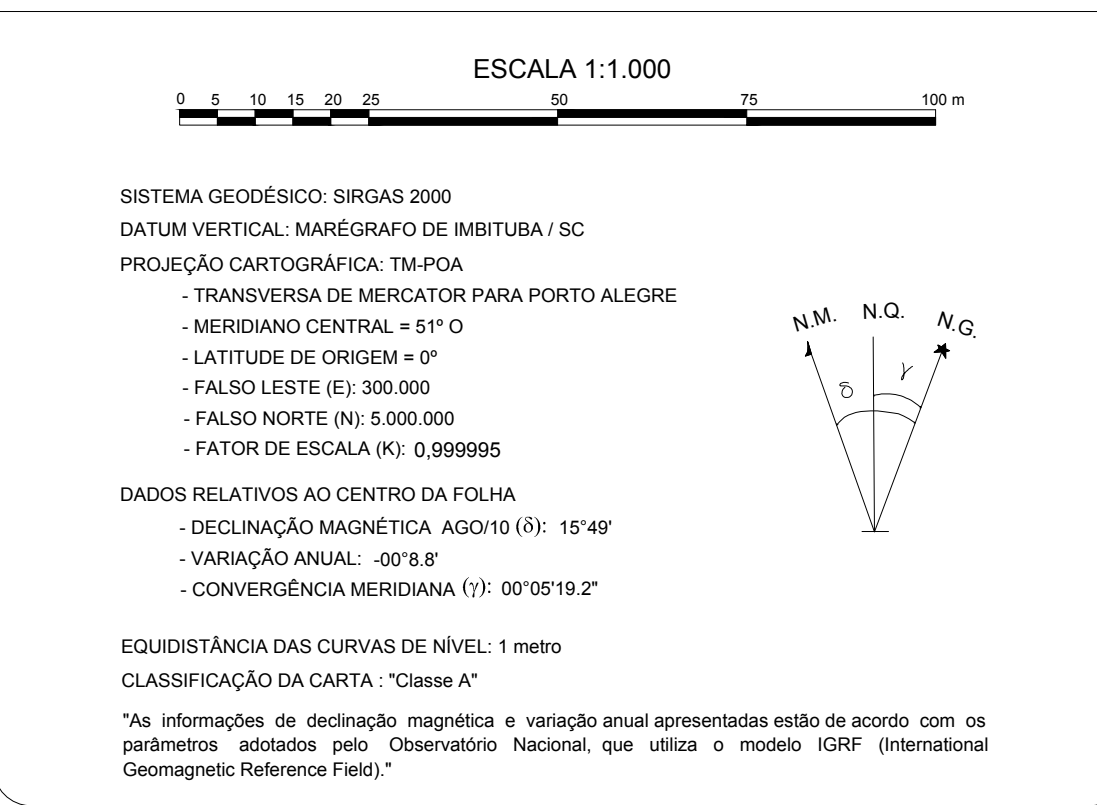 ESCALA 1:1.000
0 5 10 15 20 25 50 75 100 m
SISTEMA GEODÉSICO: SIRGAS 2000
DATUM VERTICAL: MARÉGRAFO DE IMBITUBA / SC
PROJEÇÃO CARTOGRÁFICA: TM-POA
- TRANSVERSA DE MERCATOR PARA PORTO ALEGRE
- MERIDIANO CENTRAL = 51º O
- LATITUDE DE ORIGEM = 0º
- FALSO LESTE (E): 300.000
- FALSO NORTE (N): 5.000.000
- FATOR DE ESCALA (K): 0,999995
N.M. N.Q. N.G.
δ γ
DADOS RELATIVOS AO CENTRO DA FOLHA
- DECLINAÇÃO MAGNÉTICA AGO/10 (δ): 15°49'
- VARIAÇÃO ANUAL: -00°8.8'
- CONVERGÊNCIA MERIDIANA (γ): 00°05'19.2"
EQUIDISTÂNCIA DAS CURVAS DE NÍVEL: 1 metro
CLASSIFICAÇÃO DA CARTA : "Classe A"
"As informações de declinação magnética e variação anual apresentadas estão de acordo com os
parâmetros adotados pelo Observatório Nacional, que utiliza o modelo IGRF (International
Geomagnetic Reference Field)."